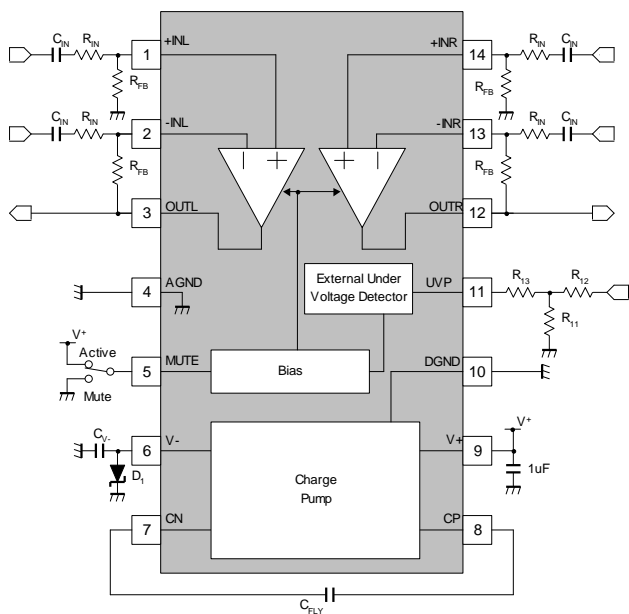 C_IN R_IN +INL +INR R_IN C_IN
1 14
R_FB R_FB
C_IN R_IN -INL -INR R_IN C_IN
2 13
R_FB R_FB
3 OUTL OUTR 12
4 AGND External Under Voltage Detector UVP 11 R_13 R_12
R_11
V+ Active
5 MUTE Bias DGND 10
Mute
C_V- 6 V- V+ 9 V+
D_1 1uF
Charge
Pump
7 CN CP 8
C_FLY